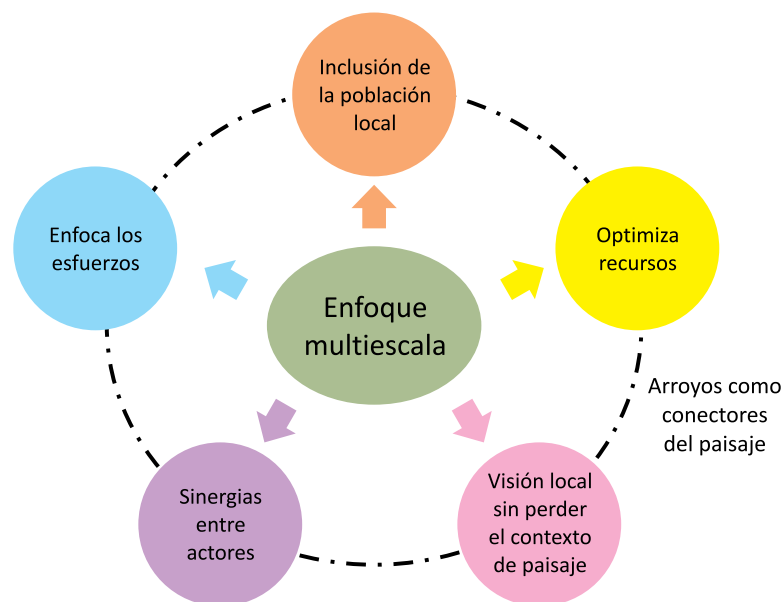 Inclusión de
la población
local
Enfoca los
esfuerzos
Optimiza
recursos
Enfoque
multiescala
Arroyos como
conectores
del paisaje
Sinergias
entre
actores
Visión local
sin perder
el contexto
de paisaje